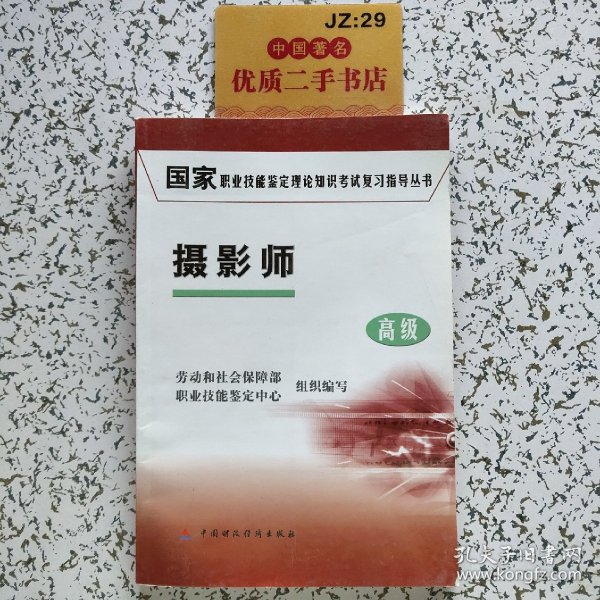 JZ:29
中国著名
优质二手书店
国家职业技能鉴定理论知识考试复习指导丛书
摄影师
高级
劳动和社会保障部
职业技能鉴定中心 组织编写
中国财政经济出版社
孔夫子旧书网
www.kongfz.com